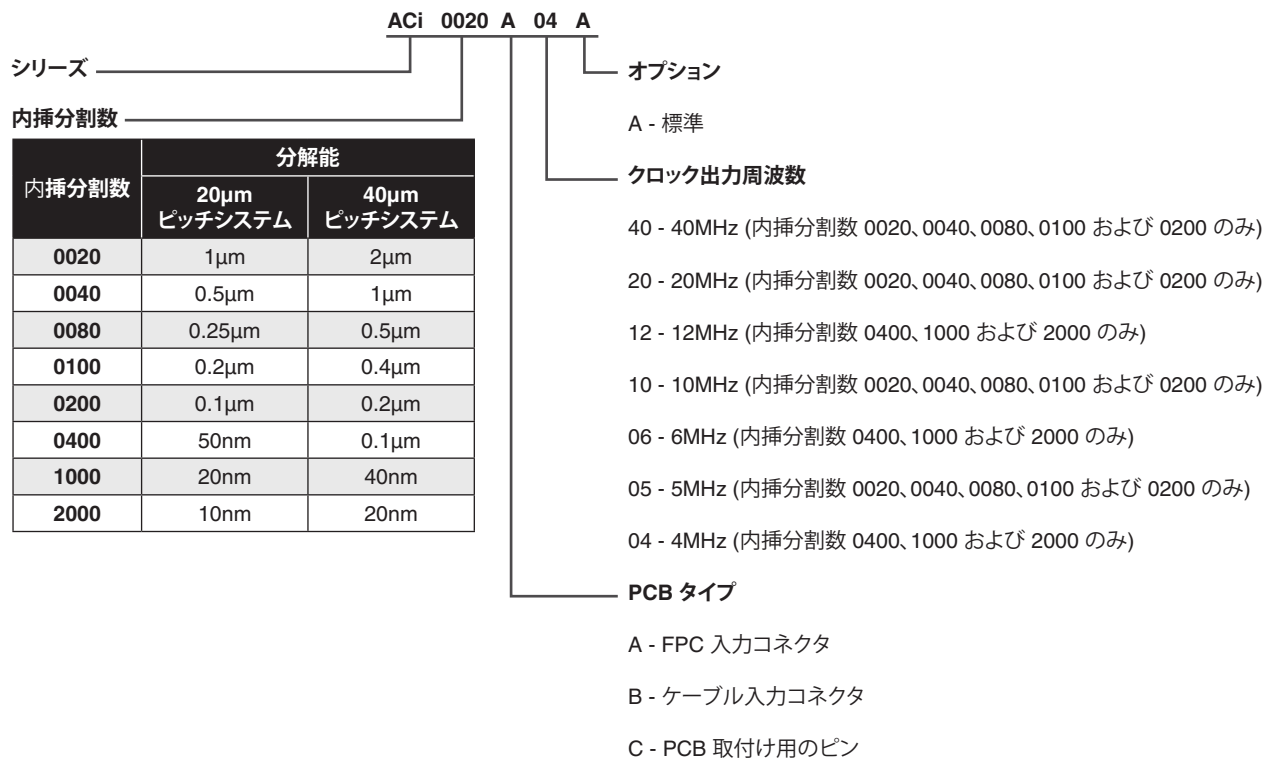 ACi 0020 A 04 A
シリーズ
内挿分割数
内挿分割数
分解能
20µm
ピッチシステム
40µm
ピッチシステム
0020 1µm 2µm
0040 0.5µm 1µm
0080 0.25µm 0.5µm
0100 0.2µm 0.4µm
0200 0.1µm 0.2µm
0400 50nm 0.1µm
1000 20nm 40nm
2000 10nm 20nm
オプション
A - 標準
クロック出力周波数
40 - 40MHz (内挿分割数 0020、0040、0080、0100 および 0200 のみ)
20 - 20MHz (内挿分割数 0020、0040、0080、0100 および 0200 のみ)
12 - 12MHz (内挿分割数 0400、1000 および 2000 のみ)
10 - 10MHz (内挿分割数 0020、0040、0080、0100 および 0200 のみ)
06 - 6MHz (内挿分割数 0400、1000 および 2000 のみ)
05 - 5MHz (内挿分割数 0020、0040、0080、0100 および 0200 のみ)
04 - 4MHz (内挿分割数 0400、1000 および 2000 のみ)
PCB タイプ
A - FPC 入力コネクタ
B - ケーブル入力コネクタ
C - PCB 取付け用のピン